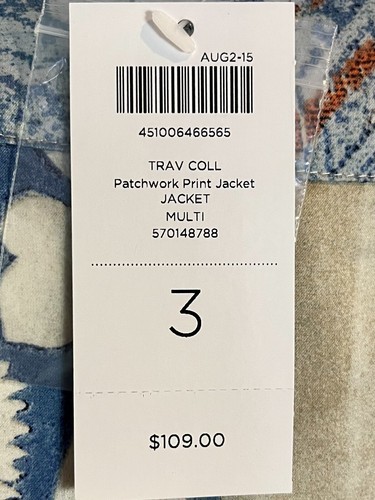 AUG2-15
451006466565
TRAV COLL
Patchwork Print Jacket
JACKET
MULTI
570148788
3
$109.00